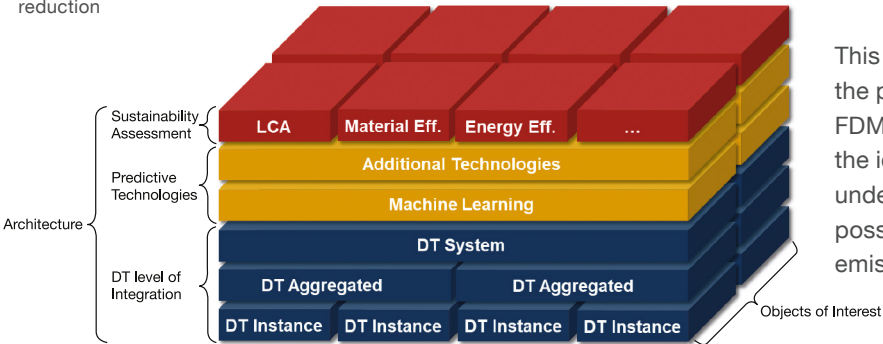 reduction
Architecture
Sustainability
Assessment
Predictive
Technologies
DT level of
Integration
LCA
Material Eff.
Energy Eff.
...
Additional Technologies
Machine Learning
DT System
DT Aggregated
DT Aggregated
DT Instance
DT Instance
DT Instance
DT Instance
Objects of Interest
This
the p
FDM
the i
unde
poss
emis